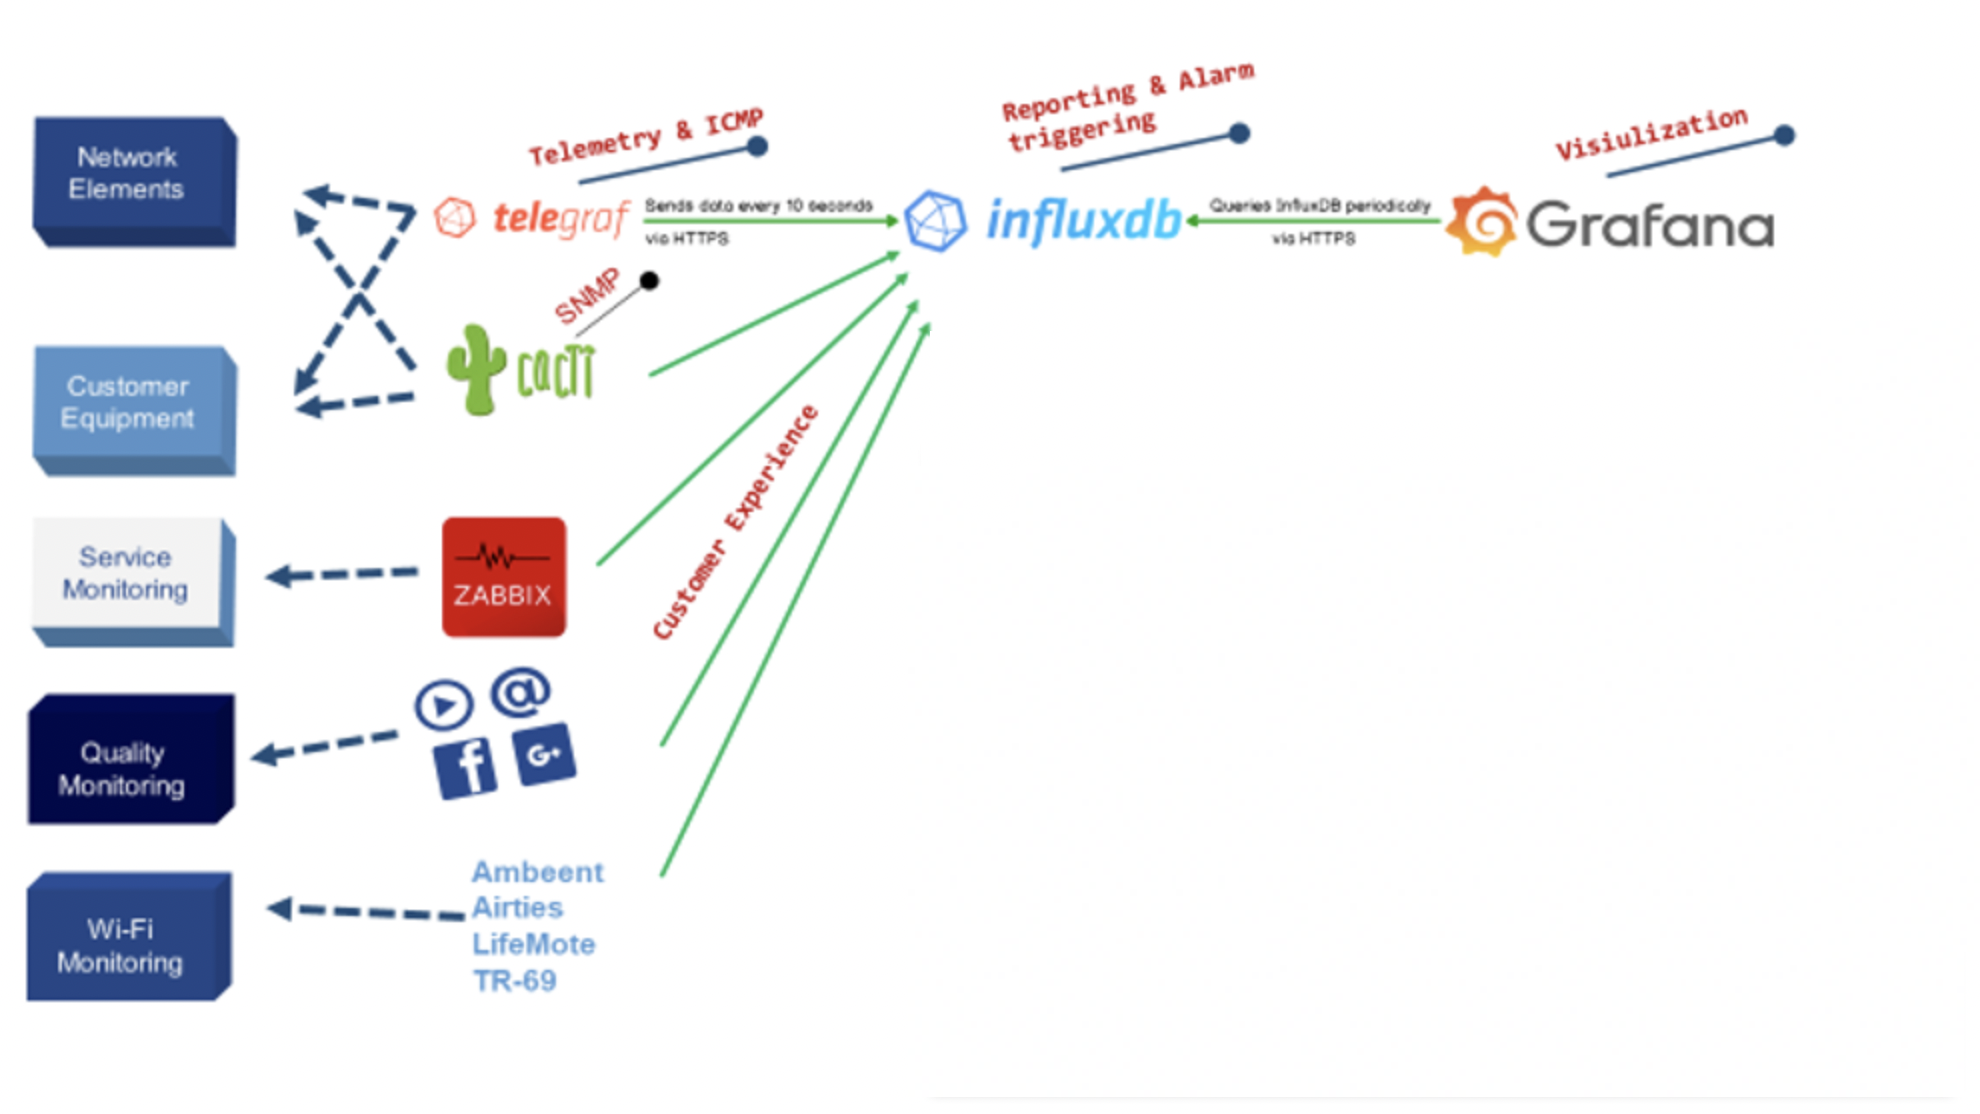 Network
Elements
Telemetry & ICMP
telegraf
Sends data every 10 seconds
via HTTPS
Reporting & Alarm
triggering
influxdb
Queries InfluxDB periodically
via HTTPS
Visiulization
Grafana
Customer
Equipment
SNMP
cacti
Service
Monitoring
ZABBIX
Customer Experience
Quality
Monitoring
@
f
G+
Wi-Fi
Monitoring
Ambeent
Airties
LifeMote
TR-69